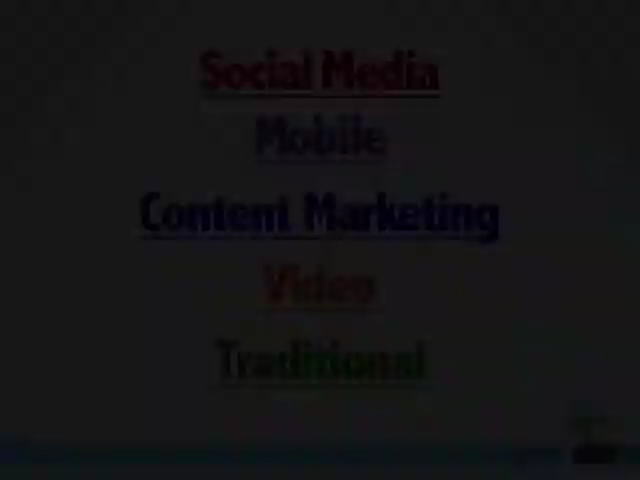 Social Media
Mobile
Content Marketing
Video
Traditional